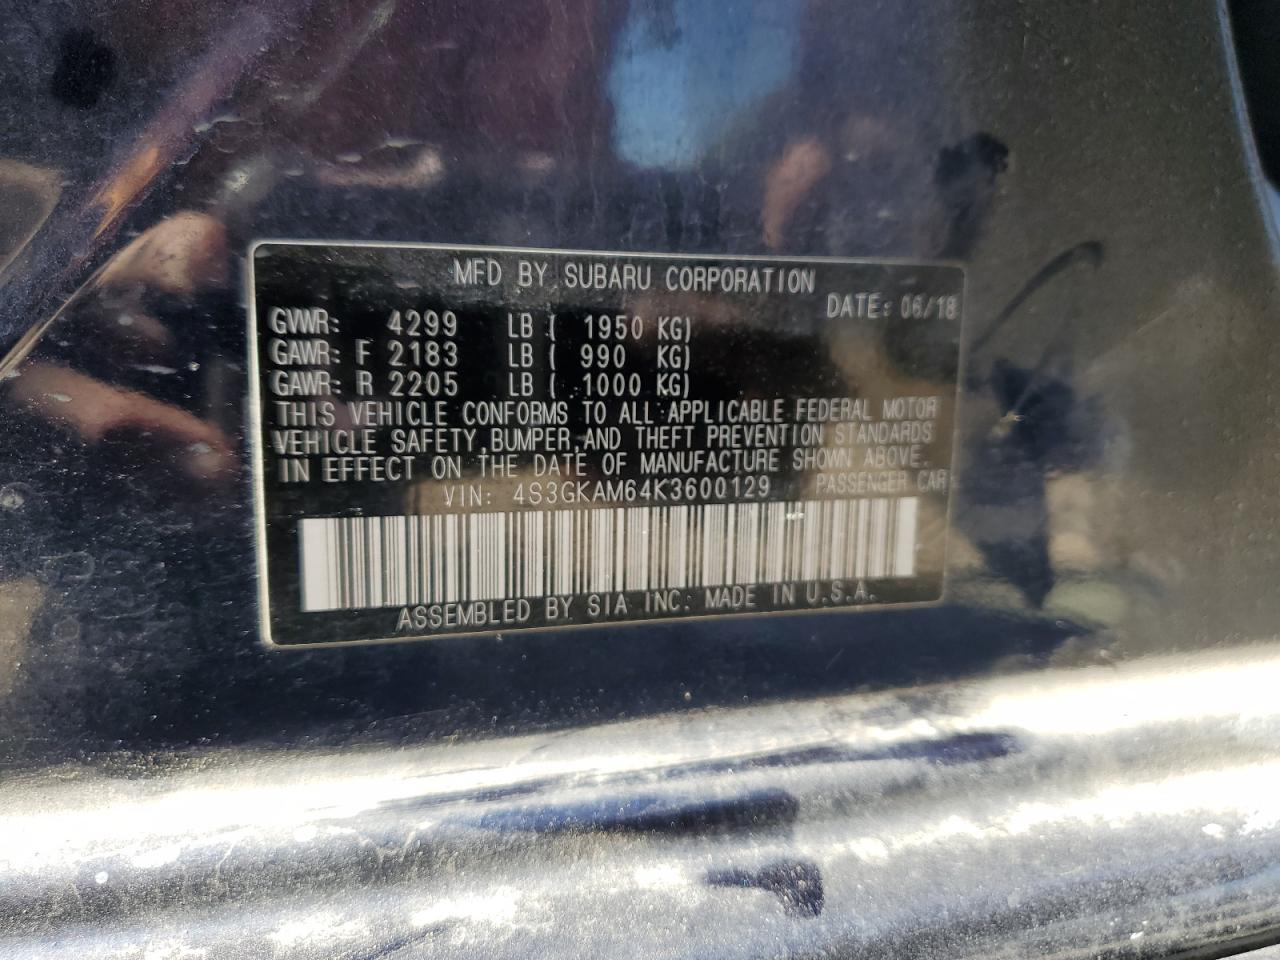 MFD BY SUBARU CORPORATION
DATE: 06/18
GVWR: 4299 LB ( 1950 KG)
GAWR: F 2183 LB ( 990 KG)
GAWR: R 2205 LB ( 1000 KG)
THIS VEHICLE CONFORMS TO ALL APPLICABLE FEDERAL MOTOR
VEHICLE SAFETY,BUMPER,AND THEFT PREVENTION STANDARDS
IN EFFECT ON THE DATE OF MANUFACTURE SHOWN ABOVE.
VIN: 4S3GKAM64K3600129 PASSENGER CAR
ASSEMBLED BY SIA INC: MADE IN U.S.A.